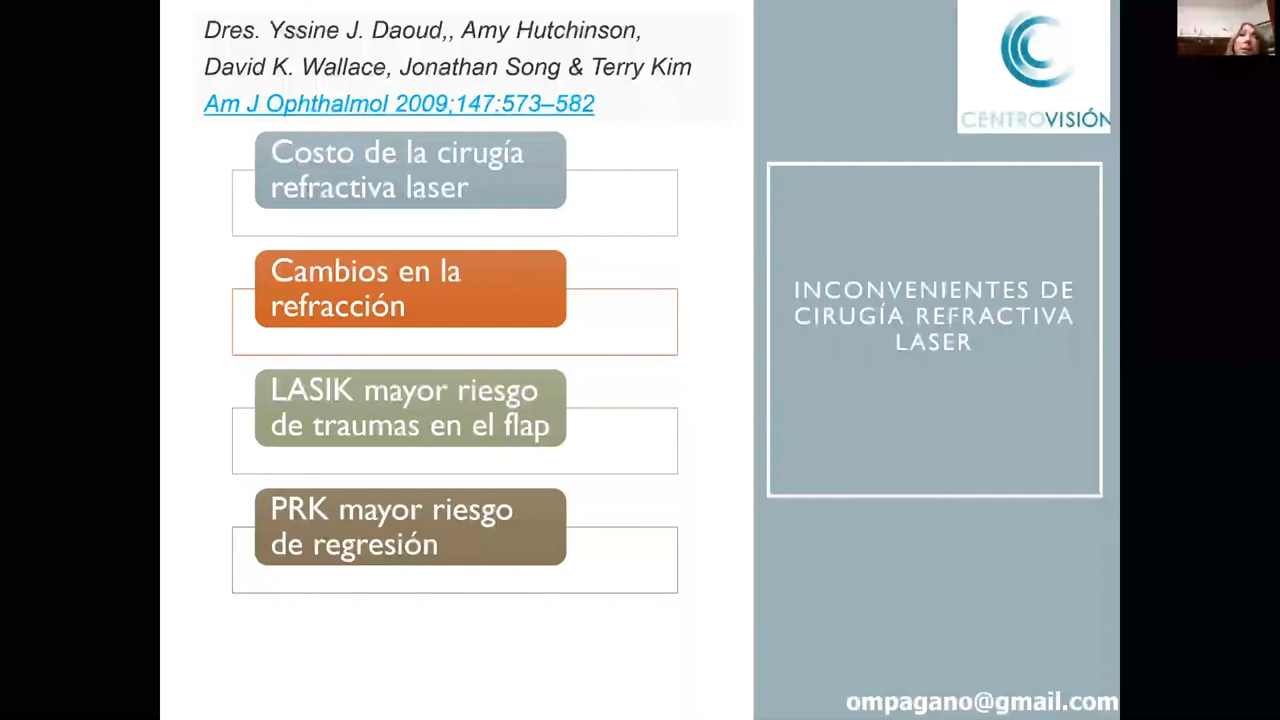 Dres. Yssine J. Daoud,, Amy Hutchinson,
David K. Wallace, Jonathan Song & Terry Kim
Am J Ophthalmol 2009;147:573–582
Costo de la cirugía
refractiva laser
Cambios en la
refracción
LASIK mayor riesgo
de traumas en el flap
PRK mayor riesgo
de regresión
CENTROVISIÓN
INCONVENIENTES DE
CIRUGÍA REFRACTIVA
LASER
ompagano@gmail.com